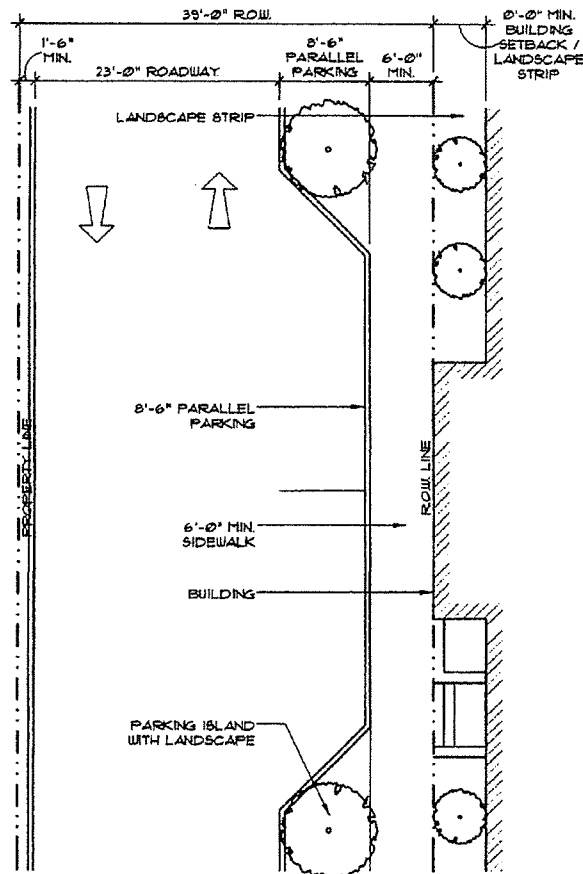 39'-0" R.O.W.
0'-0" MIN.
BUILDING
SETBACK /
LANDSCAPE
STRIP
1'-6"
MIN.
8'-6"
PARALLEL
PARKING
6'-0"
MIN.
23'-0" ROADWAY
LANDSCAPE STRIP
8'-6" PARALLEL
PARKING
PROPERTY LINE
R.O.W. LINE
6'-0" MIN.
SIDEWALK
BUILDING
PARKING ISLAND
WITH LANDSCAPE